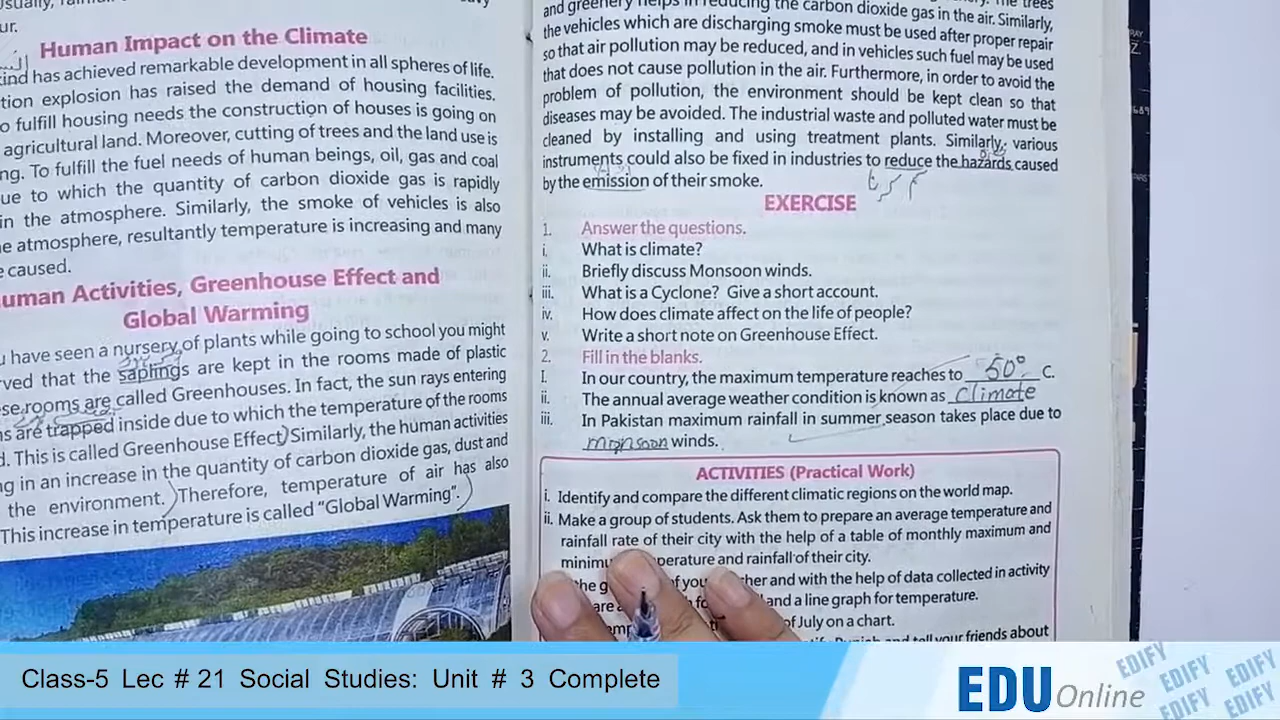 ur.
Human Impact on the Climate
kind has achieved remarkable development in all spheres of life.
tion explosion has raised the demand of housing facilities.
o fulfill housing needs the construction of houses is going on
agricultural land. Moreover, cutting of trees and the land use is
ng. To fulfill the fuel needs of human beings, oil, gas and coal
ue to which the quantity of carbon dioxide gas is rapidly
in the atmosphere. Similarly, the smoke of vehicles is also
e atmosphere, resultantly temperature is increasing and many
e caused.
uman Activities, Greenhouse Effect and
Global Warming
u have seen a nursery of plants while going to school you might
rved that the saplings are kept in the rooms made of plastic
se rooms are called Greenhouses. In fact, the sun rays entering
ns are trapped inside due to which the temperature of the rooms
d. This is called Greenhouse Effect) Similarly, the human activities
ng in an increase in the quantity of carbon dioxide gas, dust and
the environment. Therefore, temperature of air has also
This increase in temperature is called “Global Warming”.
and greenery helps in reducing the carbon dioxide gas in the air. Similarly,
the vehicles which are discharging smoke must be used after proper repair
so that air pollution may be reduced, and in vehicles such fuel may be used
that does not cause pollution in the air. Furthermore, in order to avoid the
problem of pollution, the environment should be kept clean so that
diseases may be avoided. The industrial waste and polluted water must be
cleaned by installing and using treatment plants. Similarly, various
instruments could also be fixed in industries to reduce the hazards caused
by the emission of their smoke.
EXERCISE
1. Answer the questions.
i. What is climate?
ii. Briefly discuss Monsoon winds.
iii. What is a Cyclone? Give a short account.
iv. How does climate affect on the life of people?
v. Write a short note on Greenhouse Effect.
2. Fill in the blanks.
I. In our country, the maximum temperature reaches to 50° C.
ii. The annual average weather condition is known as Climate
iii. In Pakistan maximum rainfall in summer season takes place due to
monsoon winds.
ACTIVITIES (Practical Work)
i. Identify and compare the different climatic regions on the world map.
ii. Make a group of students. Ask them to prepare an average temperature and
rainfall rate of their city with the help of a table of monthly maximum and
minimu perature and rainfall of their city.
the g of you her and with the help of data collected in activity
and a line graph for temperature.
of July on a chart.
and tell your friends about
Class-5 Lec # 21 Social Studies: Unit # 3 Complete
EDU Online
EDIFY EDIFY EDIFY
EDIFY EDIFY EDIFY